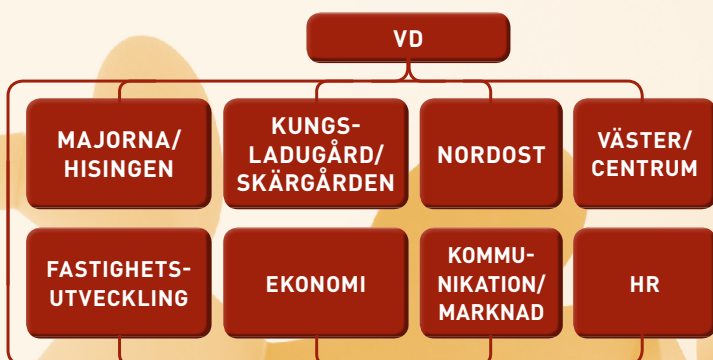 VD
MAJORNA/
HISINGEN
KUNGS-
LADUGÅRD/
SKÄRGÅRDEN
NORDOST
VÄSTER/
CENTRUM
FASTIGHETS-
UTVECKLING
EKONOMI
KOMMU-
NIKATION/
MARKNAD
HR